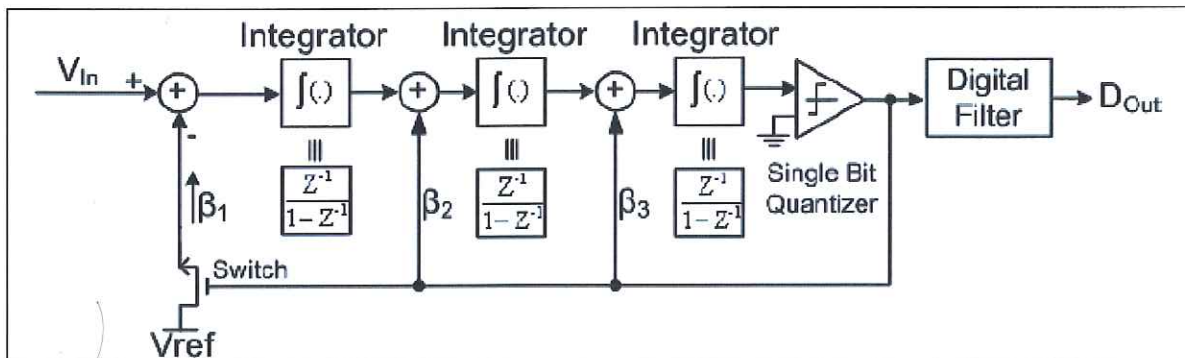 Integrator
Integrator
Integrator
V_In
+
+
-
∫(.)
+
∫(.)
+
∫(.)
Digital
Filter
D_Out
≡
≡
≡
Single Bit
Quantizer
Z^-1
1- Z^-1
Z^-1
1- Z^-1
Z^-1
1- Z^-1
β1
β2
β3
Switch
Vref